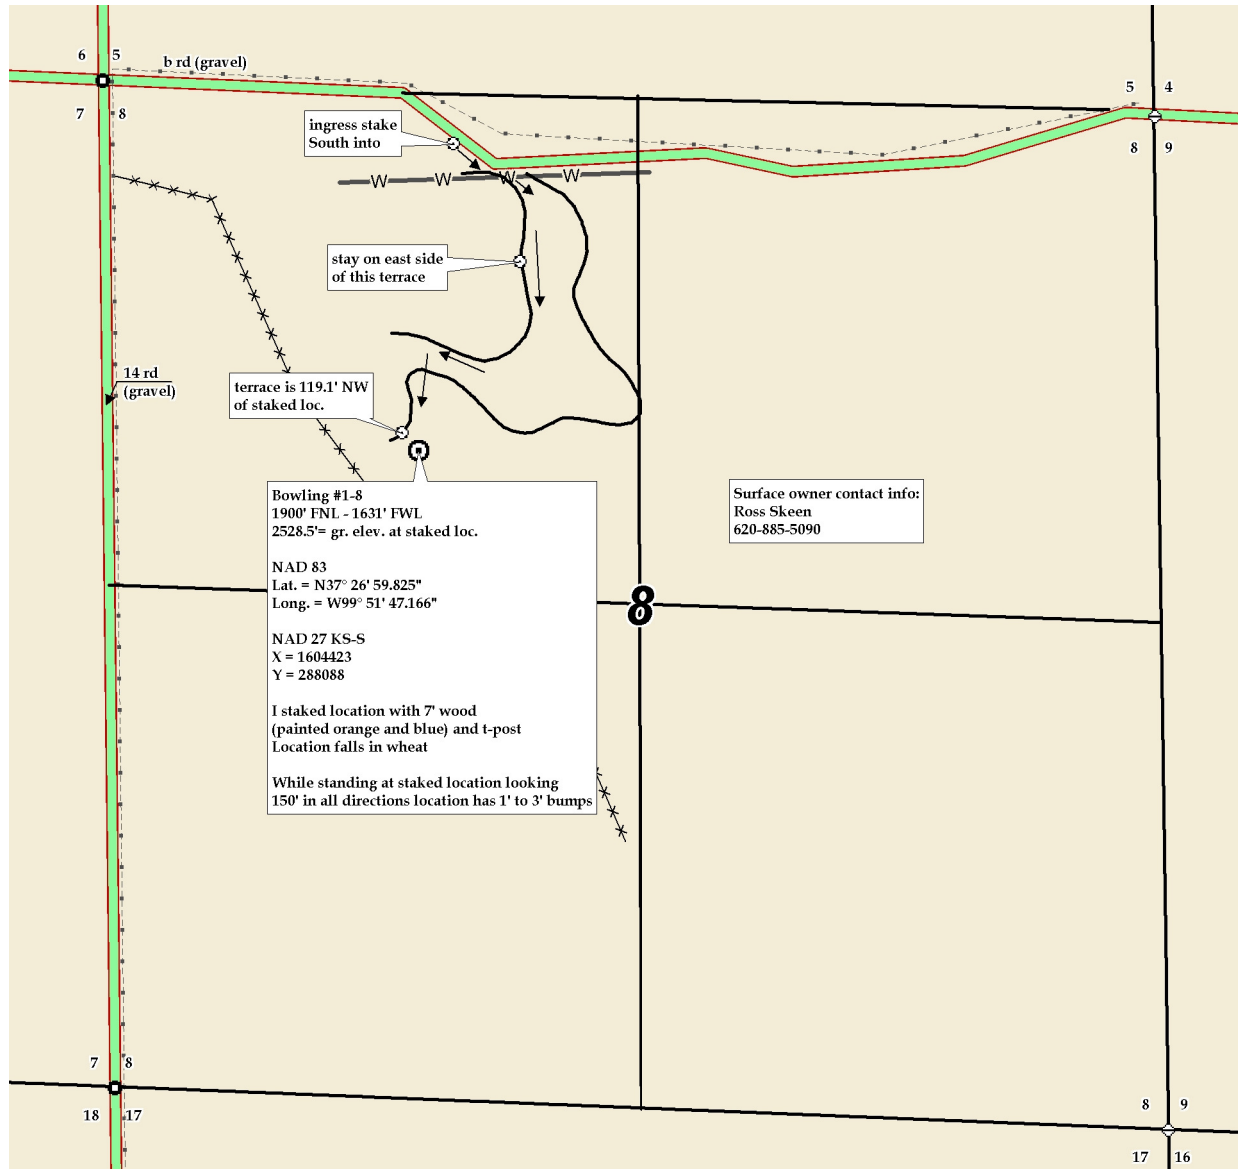 6 5
b rd (gravel)
5 4
7 8
ingress stake
South into
8 9
W W W W
stay on east side
of this terrace
14 rd
(gravel)
terrace is 119.1' NW
of staked loc.
Bowling #1-8
1900' FNL - 1631' FWL
2528.5'= gr. elev. at staked loc.
NAD 83
Lat. = N37° 26' 59.825"
Long. = W99° 51' 47.166"
NAD 27 KS-S
X = 1604423
Y = 288088
I staked location with 7' wood
(painted orange and blue) and t-post
Location falls in wheat
While standing at staked location looking
150' in all directions location has 1' to 3' bumps
Surface owner contact info:
Ross Skeen
620-885-5090
8
7 8
18 17
8 9
17 16